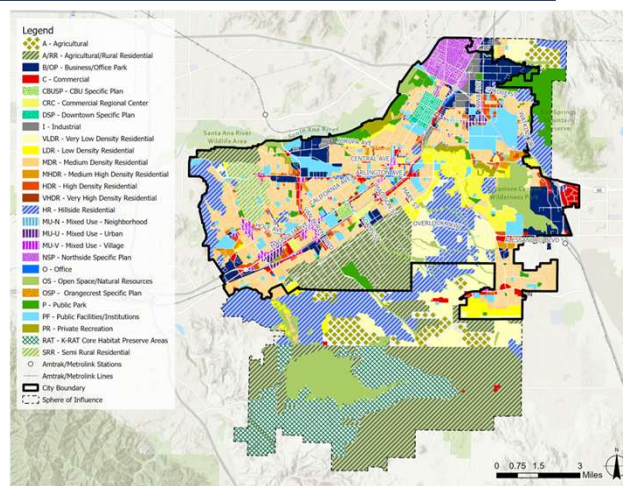 Legend
A - Agricultural
A/RR - Agricultural/Rural Residential
B/OP - Business/Office Park
C - Commercial
CBUSP - CBU Specific Plan
CRC - Commercial Regional Center
DSP - Downtown Specific Plan
I - Industrial
VLDR - Very Low Density Residential
LDR - Low Density Residential
MDR - Medium Density Residential
MHDR - Medium High Density Residential
HDR - High Density Residential
VHDR - Very High Density Residential
HR - Hillside Residential
MU-N - Mixed Use - Neighborhood
MU-U - Mixed Use - Urban
MU-V - Mixed Use - Village
NSP - Northside Specific Plan
O - Office
OS - Open Space/Natural Resources
OSP - Orangecrest Specific Plan
P - Public Park
PF - Public Facilities/Institutions
PR - Private Recreation
RAT - K-RAT Core Habitat Preserve Areas
SRR - Semi Rural Residential
Amtrak/Metrolink Stations
Amtrak/Metrolink Lines
City Boundary
Sphere of Influence
Santa Ana River
Wildlife Area
Santa Ana River
CENTRAL AVE
ARLINGTON AVE
CALIFORNIA AVE
N
0 0.75 1.5 3
Miles